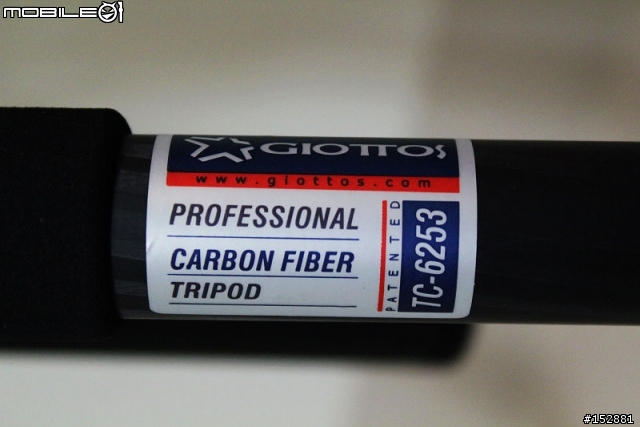 MOBILE01
GIOTTOS
www.giottos.com
PROFESSIONAL
CARBON FIBER
TRIPOD
PATENTED
TC-6253
#152881